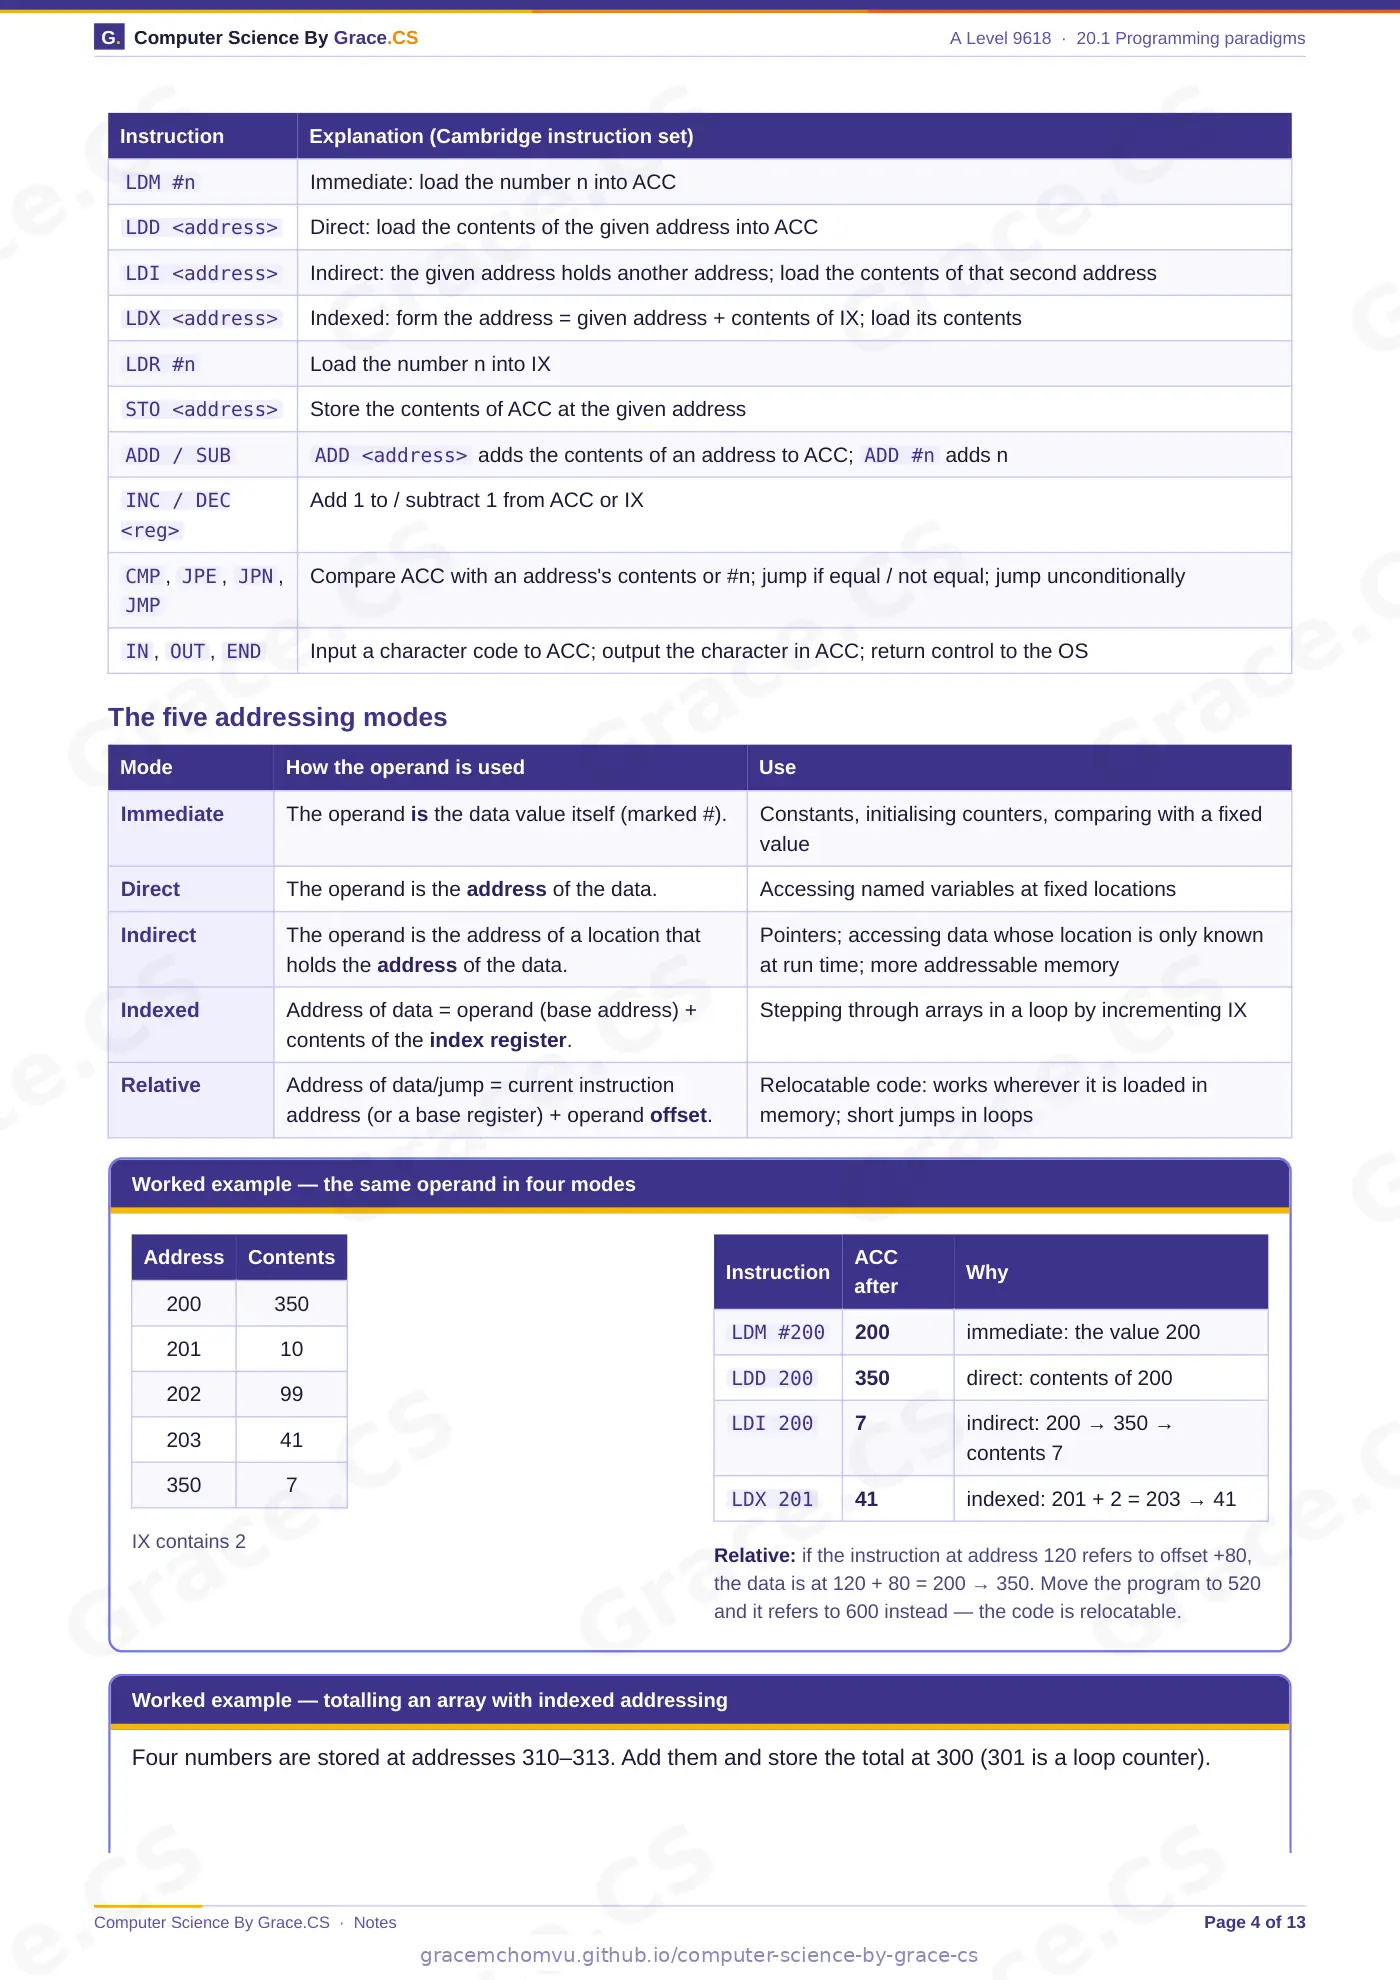 G. Computer Science By Grace.CS
A Level 9618 · 20.1 Programming paradigms
Instruction Explanation (Cambridge instruction set)
LDM #n Immediate: load the number n into ACC
LDD <address> Direct: load the contents of the given address into ACC
LDI <address> Indirect: the given address holds another address; load the contents of that second address
LDX <address> Indexed: form the address = given address + contents of IX; load its contents
LDR #n Load the number n into IX
STO <address> Store the contents of ACC at the given address
ADD / SUB ADD <address> adds the contents of an address to ACC; ADD #n adds n
INC / DEC Add 1 to / subtract 1 from ACC or IX
<reg>
CMP, JPE, JPN, Compare ACC with an address's contents or #n; jump if equal / not equal; jump unconditionally
JMP
IN, OUT, END Input a character code to ACC; output the character in ACC; return control to the OS
The five addressing modes
Mode How the operand is used Use
Immediate The operand is the data value itself (marked #). Constants, initialising counters, comparing with a fixed
value
Direct The operand is the address of the data. Accessing named variables at fixed locations
Indirect The operand is the address of a location that Pointers; accessing data whose location is only known
holds the address of the data. at run time; more addressable memory
Indexed Address of data = operand (base address) + Stepping through arrays in a loop by incrementing IX
contents of the index register.
Relative Address of data/jump = current instruction Relocatable code: works wherever it is loaded in
address (or a base register) + operand offset. memory; short jumps in loops
Worked example — the same operand in four modes
Address Contents
200 350
201 10
202 99
203 41
350 7
IX contains 2
Instruction ACC Why
after
LDM #200 200 immediate: the value 200
LDD 200 350 direct: contents of 200
LDI 200 7 indirect: 200 → 350 →
contents 7
LDX 201 41 indexed: 201 + 2 = 203 → 41
Relative: if the instruction at address 120 refers to offset +80,
the data is at 120 + 80 = 200 → 350. Move the program to 520
and it refers to 600 instead — the code is relocatable.
Worked example — totalling an array with indexed addressing
Four numbers are stored at addresses 310–313. Add them and store the total at 300 (301 is a loop counter).
Computer Science By Grace.CS · Notes
Page 4 of 13
gracemchomvu.github.io/computer-science-by-grace-cs